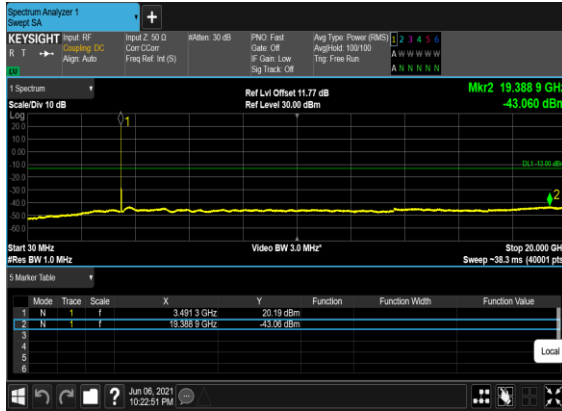 Spectrum Analyzer 1
Swept SA
+
KEYSIGHT Input: RF Input Z: 50 Ω #Atten: 30 dB PNO: Fast Avg Type: Power (RMS) 1 2 3 4 5 6
R T Coupling: DC Corr CCorr Gate: Off Avg|Hold: 100/100 A W W W W W
Align: Auto Freq Ref: Int (S) IF Gain: Low Trig: Free Run
Sig Track: Off A N N N N N
LU
1 Spectrum Ref Lvl Offset 11.77 dB Mkr2 19.388 9 GHz
Scale/Div 10 dB Ref Level 30.00 dBm -43.060 dBm
Log
1
20.0
10.0
0.00
-10.0 DL1 -13.00 dBm
-20.0
-30.0
-40.0 2
-50.0
-60.0
Start 30 MHz Video BW 3.0 MHz* Stop 20.000 GH
#Res BW 1.0 MHz Sweep ~38.3 ms (40001 pts
5 Marker Table
Mode Trace Scale X Y Function Function Width Function Value
1 N 1 f 3.491 3 GHz 20.19 dBm
2 N 1 f 19.388 9 GHz -43.06 dBm
3
4
5
6
Local
? Jun 06, 2021
10:22:51 PM